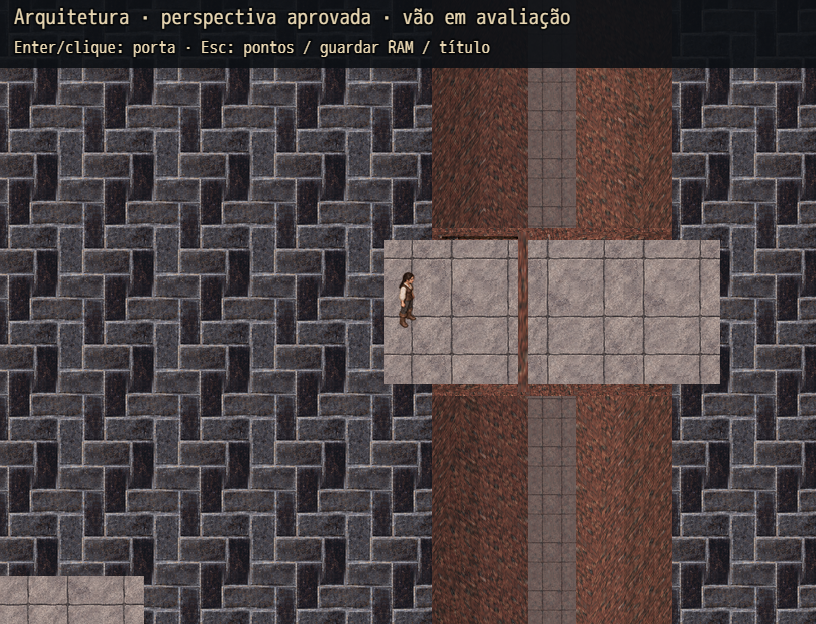 Arquitetura · perspectiva aprovada · vão em avaliação
Enter/clique: porta · Esc: pontos / guardar RAM / título